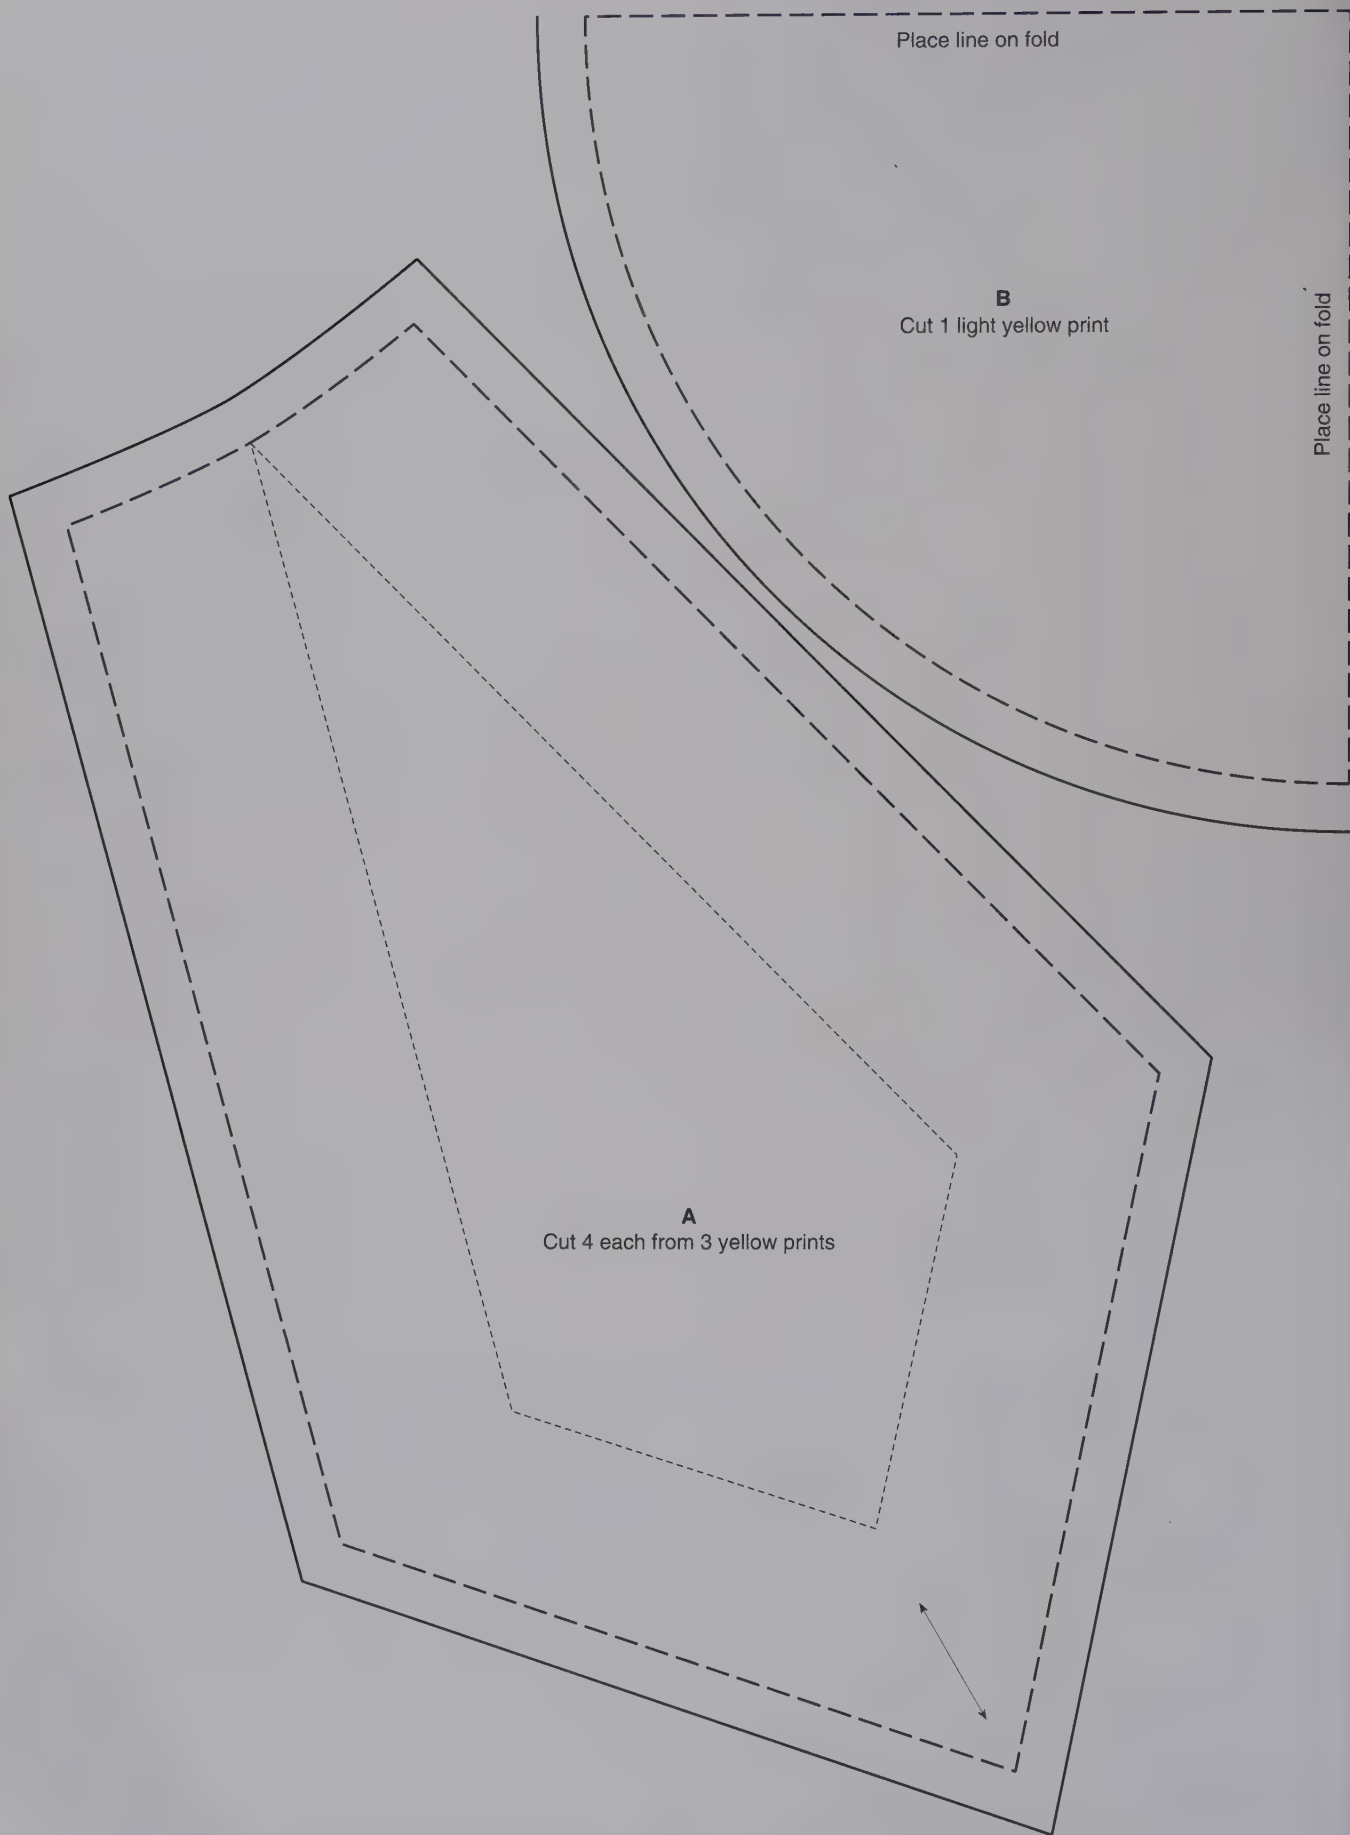 Place line on fold
B
Cut 1 light yellow print
Place line on fold
A
Cut 4 each from 3 yellow prints